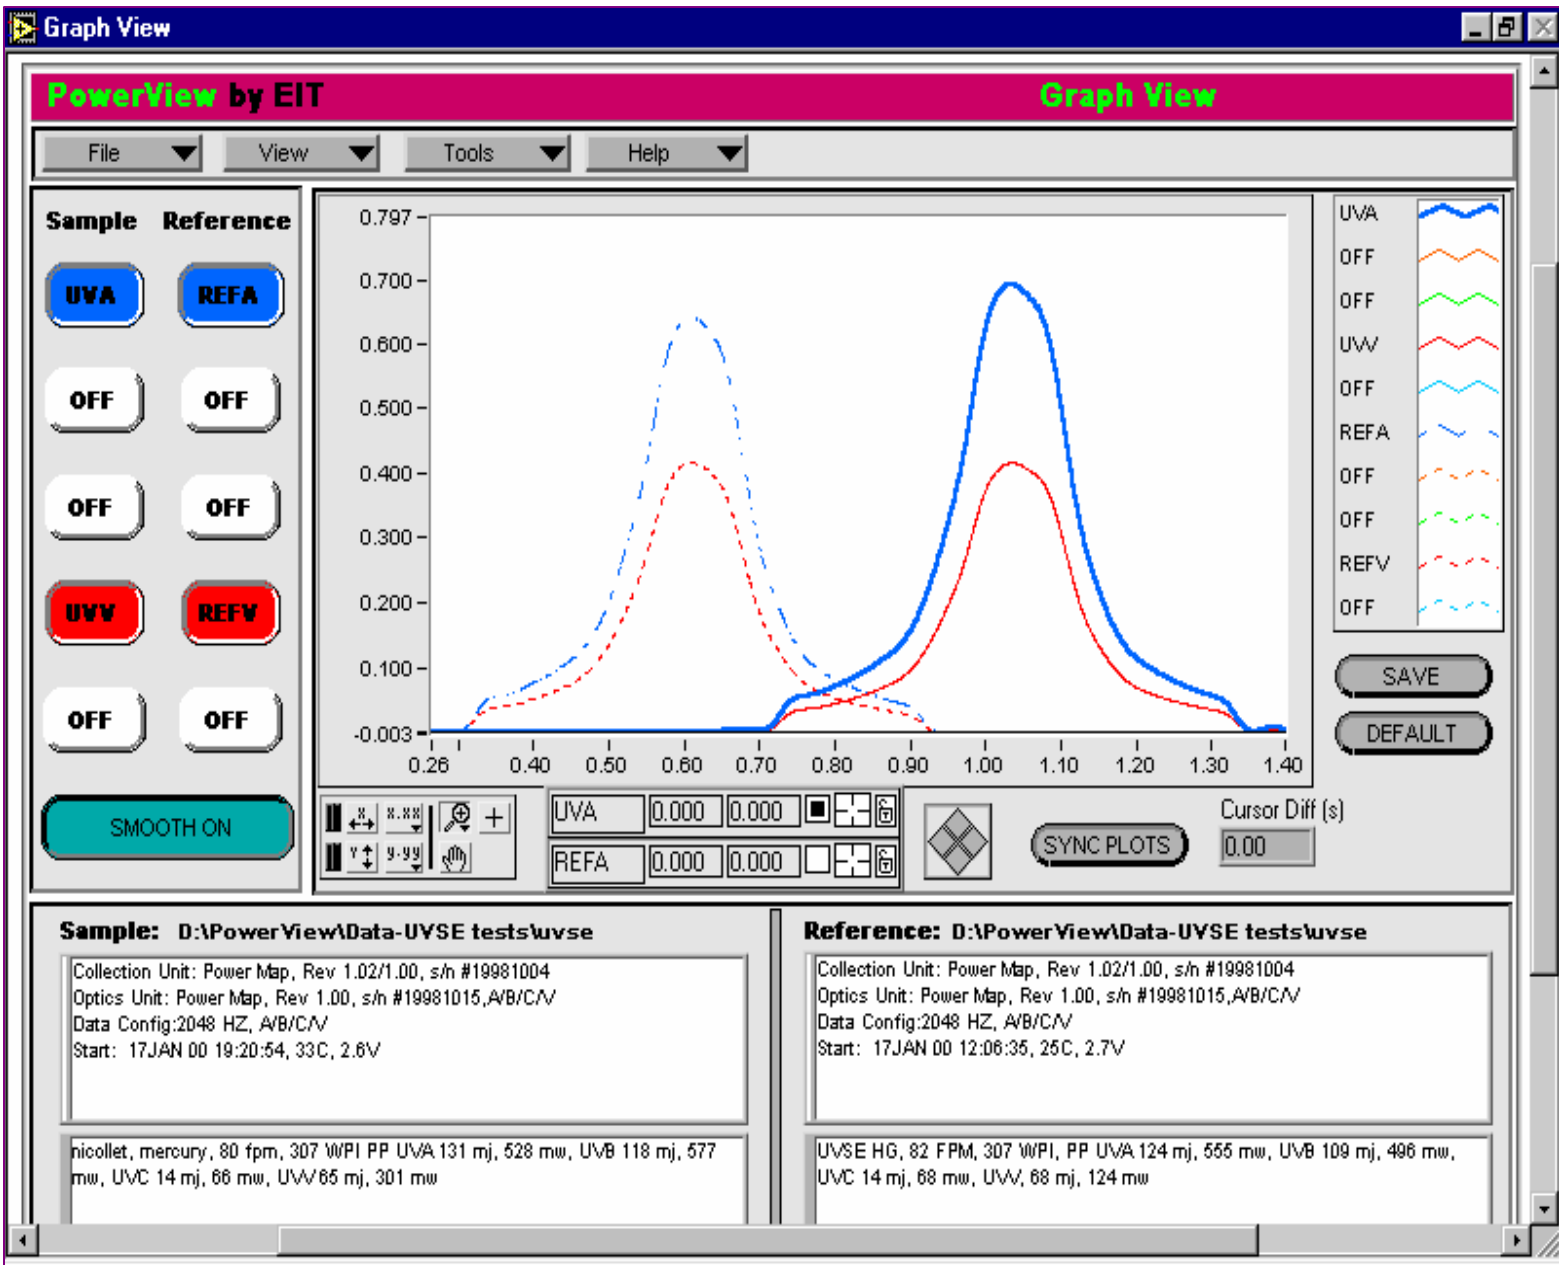 Graph View
PowerView by EIT
Graph View
File
View
Tools
Help
Sample
Reference
UVA
REFA
OFF
OFF
OFF
OFF
UVV
REFV
OFF
OFF
SMOOTH ON
0.797
0.700
0.600
0.500
0.400
0.300
0.200
0.100
-0.003
0.26
0.40
0.50
0.60
0.70
0.80
0.90
1.00
1.10
1.20
1.30
1.40
UVA
OFF
OFF
UVV
OFF
REFA
OFF
OFF
REFV
OFF
SAVE
DEFAULT
X
X.XX
Y
Y.YY
UVA
0.000
0.000
REFA
0.000
0.000
SYNC PLOTS
Cursor Diff (s)
0.00
Sample: D:\PowerView\Data-UVSE tests\uvse
Collection Unit: Power Map, Rev 1.02/1.00, s/n #19981004
Optics Unit: Power Map, Rev 1.00, s/n #19981015,A/B/C/V
Data Config:2048 HZ, A/B/C/V
Start: 17JAN 00 19:20:54, 33C, 2.6V
nicollet, mercury, 80 fpm, 307 WPI PP UVA 131 mj, 528 mw, UVB 118 mj, 577
mw, UVC 14 mj, 66 mw, UVV 65 mj, 301 mw
Reference: D:\PowerView\Data-UVSE tests\uvse
Collection Unit: Power Map, Rev 1.02/1.00, s/n #19981004
Optics Unit: Power Map, Rev 1.00, s/n #19981015,A/B/C/V
Data Config:2048 HZ, A/B/C/V
Start: 17JAN 00 12:06:35, 25C, 2.7V
UVSE HG, 82 FPM, 307 WPI, PP UVA 124 mj, 555 mw, UVB 109 mj, 496 mw,
UVC 14 mj, 68 mw, UVV, 68 mj, 124 mw